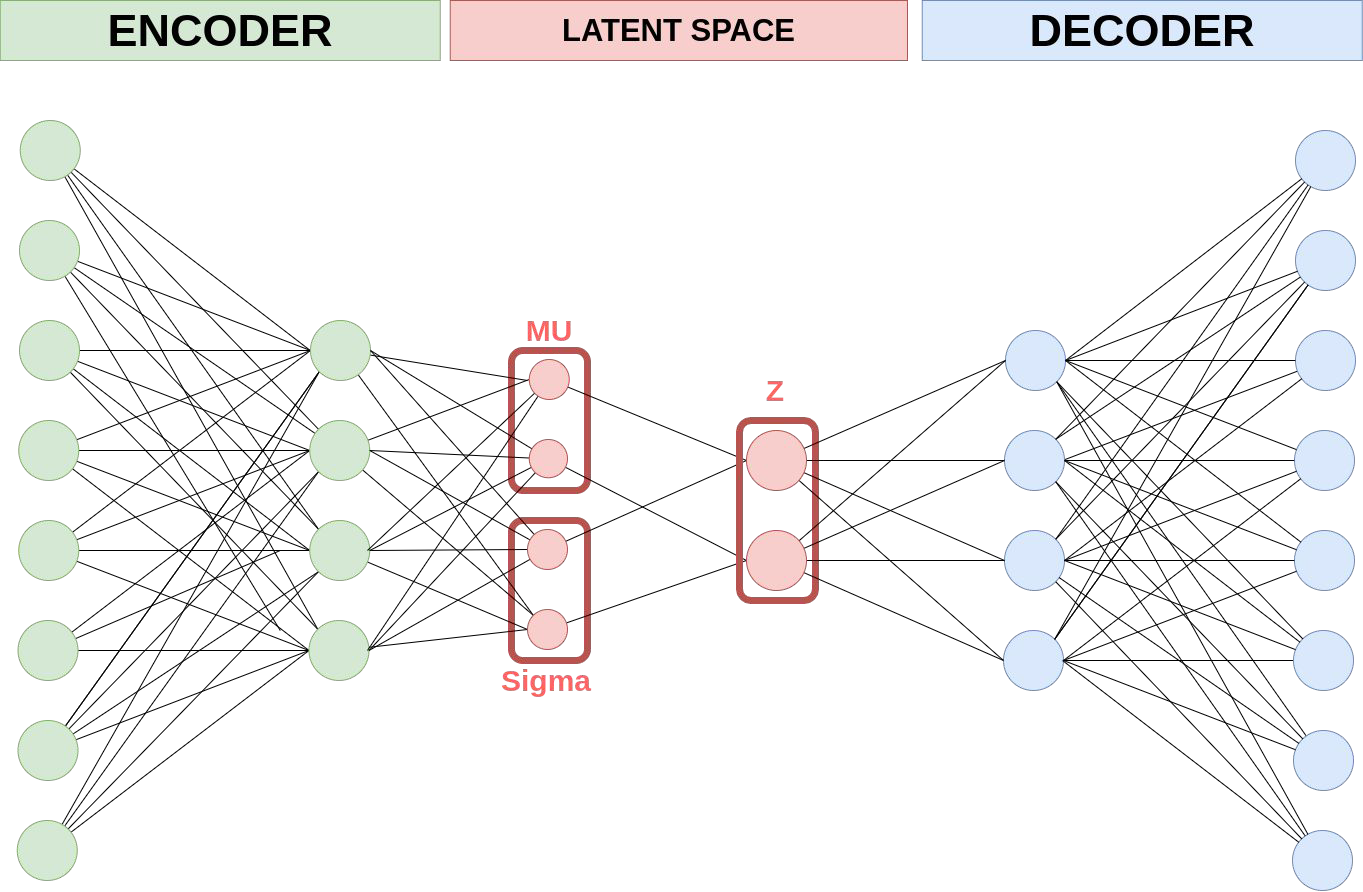 ENCODER
LATENT SPACE
DECODER
MU
Z
Sigma